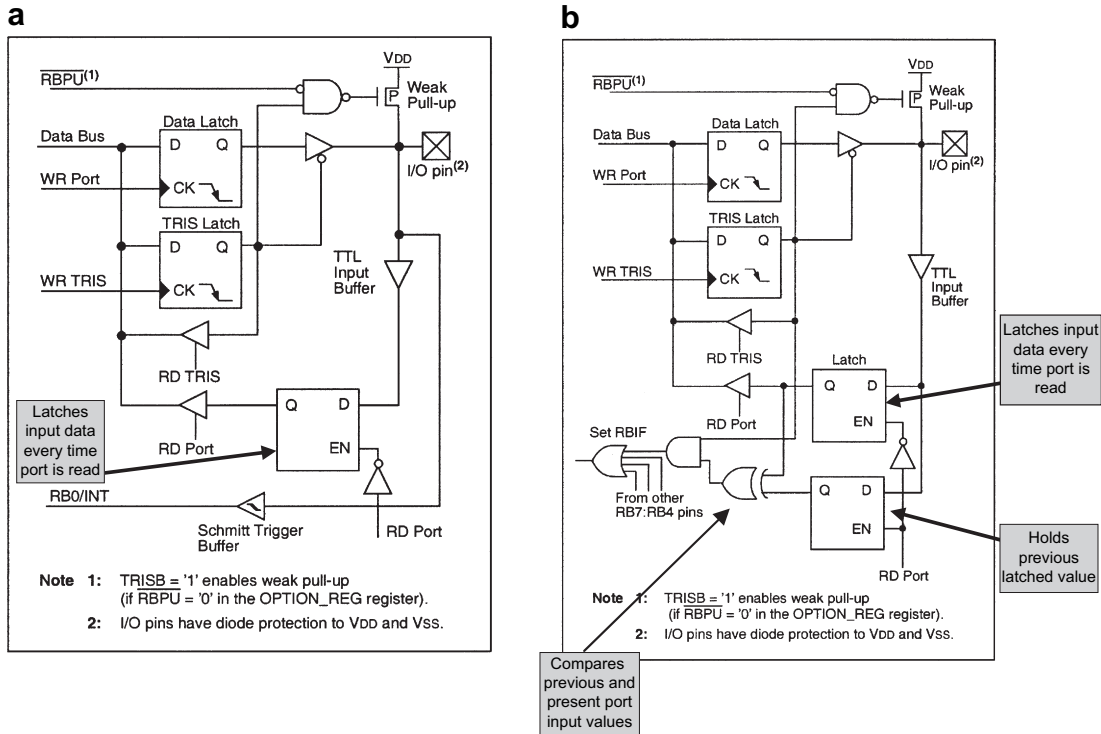 a
RBPU(1)
VDD
Weak
Pull-up
Data Bus
Data Latch
D Q
WR Port
CK
I/O pin(2)
TRIS Latch
D Q
WR TRIS
CK
TTL
Input
Buffer
RD TRIS
Latches
input data
every time
port is read
Q D
RD Port
EN
RB0/INT
Schmitt Trigger
Buffer
RD Port
Note 1: TRISB = '1' enables weak pull-up
(if RBPU = '0' in the OPTION_REG register).
2: I/O pins have diode protection to VDD and VSS.
b
RBPU(1)
VDD
Weak
Pull-up
Data Bus
Data Latch
D Q
WR Port
CK
I/O pin(2)
TRIS Latch
D Q
WR TRIS
CK
TTL
Input
Buffer
RD TRIS
Latch
Q D
RD Port
EN
Latches input
data every
time port is
read
Set RBIF
From other
RB7:RB4 pins
Q D
EN
RD Port
Holds
previous
latched value
Note 1: TRISB = '1' enables weak pull-up
(if RBPU = '0' in the OPTION_REG register).
2: I/O pins have diode protection to VDD and VSS.
Compares
previous and
present port
input values